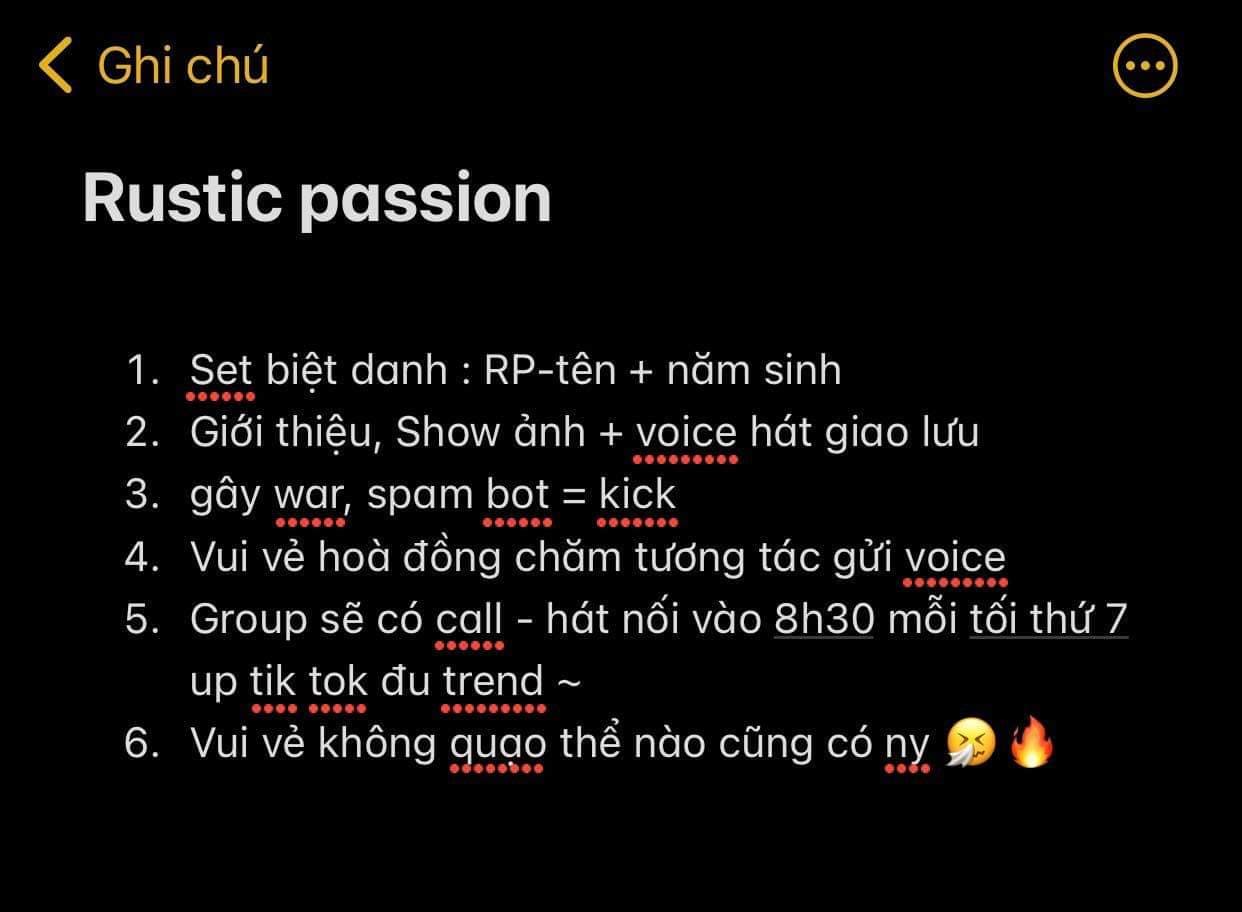 Ghi chú
Rustic passion
1. Set biệt danh : RP-tên + năm sinh
2. Giới thiệu, Show ảnh + voice hát giao lưu
3. gây war, spam bot = kick
4. Vui vẻ hoà đồng chăm tương tác gửi voice
5. Group sẽ có call - hát nối vào 8h30 mỗi tối thứ 7
up tik tok đu trend ~
6. Vui vẻ không quạo thể nào cũng có ny 🤧🔥